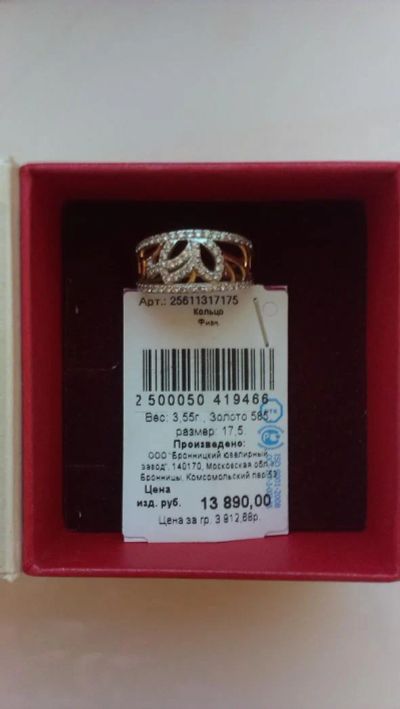 Арт.: 25611317175
Кольцо
Фиан.
2 500050 419466
Вес: 3,55г., Золото 585,
размер: 17,5.
Произведено:
ООО "Бронницкий ювелирный
завод", 140170, Московская обл.,
Бронницы, Комсомольский пер
Цена
изд. руб. 13 890,00
Цена за гр. 3 912,68р.